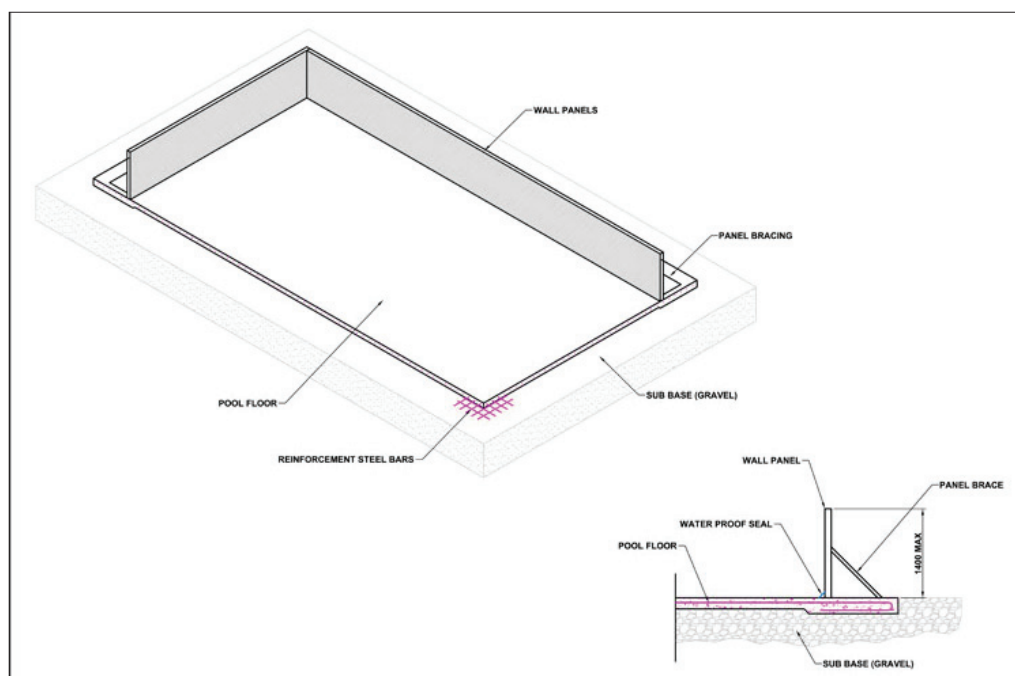 WALL PANELS
PANEL BRACING
SUB BASE (GRAVEL)
POOL FLOOR
REINFORCEMENT STEEL BARS
WALL PANEL
PANEL BRACE
WATER PROOF SEAL
POOL FLOOR
1400 MAX
SUB BASE (GRAVEL)